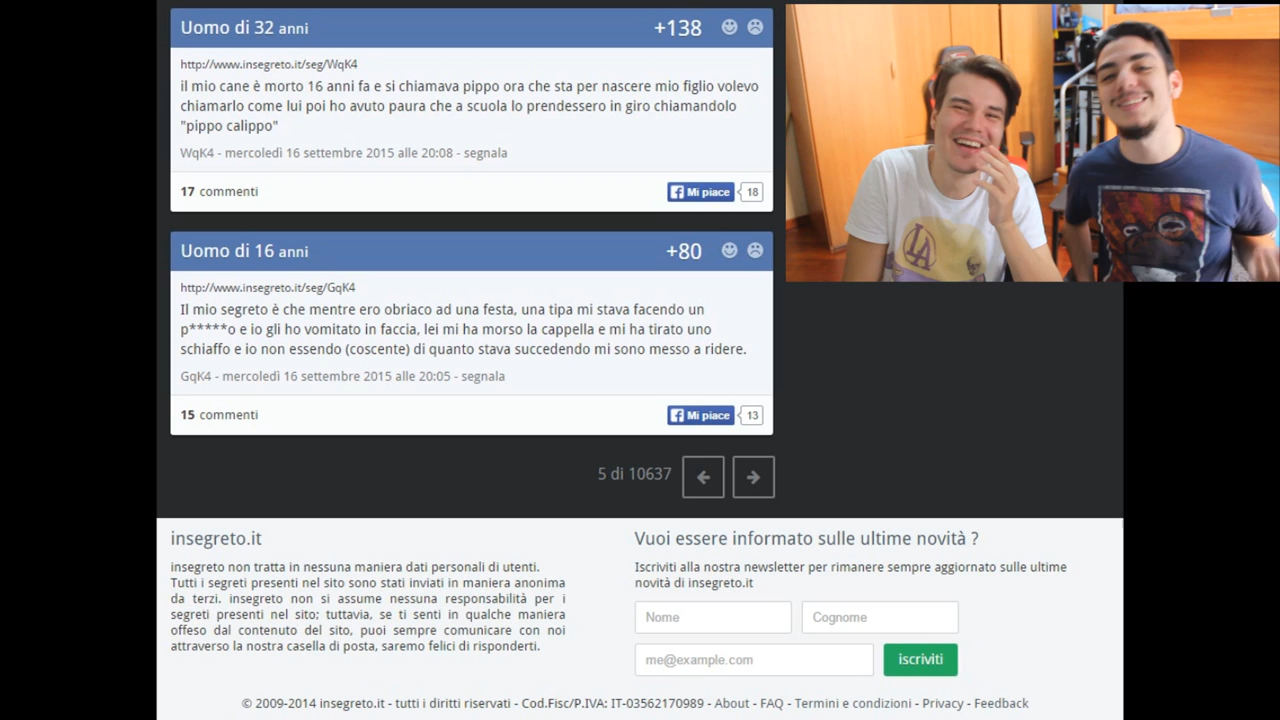 Uomo di 32 anni
+138
http://www.insegreto.it/seg/WqK4
il mio cane è morto 16 anni fa e si chiamava pippo ora che sta per nascere mio figlio volevo
chiamarlo come lui poi ho avuto paura che a scuola lo prendessero in giro chiamandolo
"pippo calippo"
WqK4 - mercoledì 16 settembre 2015 alle 20:08 - segnala
17 commenti
Mi piace
18
Uomo di 16 anni
+80
http://www.insegreto.it/seg/GqK4
Il mio segreto è che mentre ero obriaco ad una festa, una tipa mi stava facendo un
p*****o e io gli ho vomitato in faccia, lei mi ha morso la cappella e mi ha tirato uno
schiaffo e io non essendo (coscente) di quanto stava succedendo mi sono messo a ridere.
GqK4 - mercoledì 16 settembre 2015 alle 20:05 - segnala
15 commenti
Mi piace
13
5 di 10637
insegreto.it
insegreto non tratta in nessuna maniera dati personali di utenti.
Tutti i segreti presenti nel sito sono stati inviati in maniera anonima
da terzi. insegreto non si assume nessuna responsabilità per i
segreti presenti nel sito; tuttavia, se ti senti in qualche maniera
offeso dal contenuto del sito, puoi sempre comunicare con noi
attraverso la nostra casella di posta, saremo felici di risponderti.
Vuoi essere informato sulle ultime novità ?
Iscriviti alla nostra newsletter per rimanere sempre aggiornato sulle ultime
novità di insegreto.it
Nome
Cognome
me@example.com
iscriviti
© 2009-2014 insegreto.it - tutti i diritti riservati - Cod.Fisc/P.IVA: IT-03562170989 - About - FAQ - Termini e condizioni - Privacy - Feedback
LA